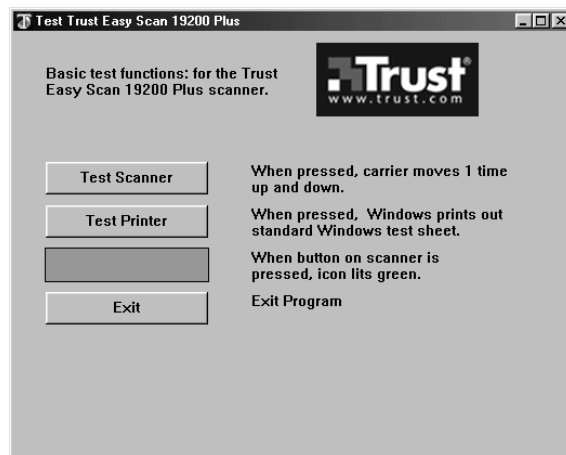 Test Trust Easy Scan 19200 Plus
Basic test functions: for the Trust
Easy Scan 19200 Plus scanner.
Trust®
www.trust.com
Test Scanner
When pressed, carrier moves 1 time
up and down.
Test Printer
When pressed, Windows prints out
standard Windows test sheet.
When button on scanner is
pressed, icon lits green.
Exit
Exit Program